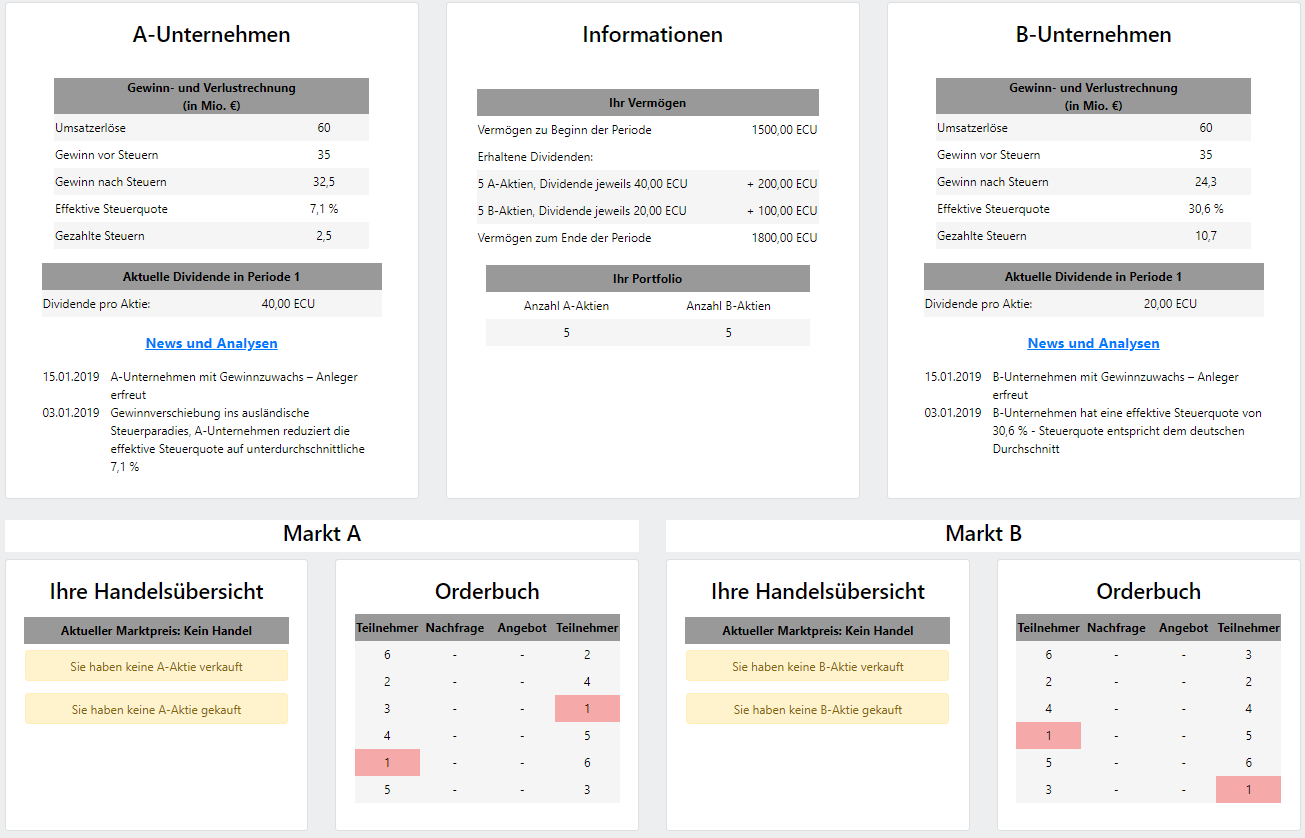 A-Unternehmen
Gewinn- und Verlustrechnung
(in Mio. €)
Umsatzerlöse 60
Gewinn vor Steuern 35
Gewinn nach Steuern 32,5
Effektive Steuerquote 7,1 %
Gezahlte Steuern 2,5
Aktuelle Dividende in Periode 1
Dividende pro Aktie: 40,00 ECU
News und Analysen
15.01.2019 A-Unternehmen mit Gewinnzuwachs – Anleger
erfreut
03.01.2019 Gewinnverschiebung ins ausländische
Steuerparadies, A-Unternehmen reduziert die
effektive Steuerquote auf unterdurchschnittliche
7,1 %
Informationen
Ihr Vermögen
Vermögen zu Beginn der Periode 1500,00 ECU
Erhaltene Dividenden:
5 A-Aktien, Dividende jeweils 40,00 ECU + 200,00 ECU
5 B-Aktien, Dividende jeweils 20,00 ECU + 100,00 ECU
Vermögen zum Ende der Periode 1800,00 ECU
Ihr Portfolio
Anzahl A-Aktien Anzahl B-Aktien
5 5
B-Unternehmen
Gewinn- und Verlustrechnung
(in Mio. €)
Umsatzerlöse 60
Gewinn vor Steuern 35
Gewinn nach Steuern 24,3
Effektive Steuerquote 30,6 %
Gezahlte Steuern 10,7
Aktuelle Dividende in Periode 1
Dividende pro Aktie: 20,00 ECU
News und Analysen
15.01.2019 B-Unternehmen mit Gewinnzuwachs – Anleger
erfreut
03.01.2019 B-Unternehmen hat eine effektive Steuerquote von
30,6 % - Steuerquote entspricht dem deutschen
Durchschnitt
Markt A
Ihre Handelsübersicht
Aktueller Marktpreis: Kein Handel
Sie haben keine A-Aktie verkauft
Sie haben keine A-Aktie gekauft
Orderbuch
Teilnehmer Nachfrage Angebot Teilnehmer
6 - - 2
2 - - 4
3 - - 1
4 - - 5
1 - - 6
5 - - 3
Markt B
Ihre Handelsübersicht
Aktueller Marktpreis: Kein Handel
Sie haben keine B-Aktie verkauft
Sie haben keine B-Aktie gekauft
Orderbuch
Teilnehmer Nachfrage Angebot Teilnehmer
6 - - 3
2 - - 2
4 - - 4
1 - - 5
5 - - 6
3 - - 1